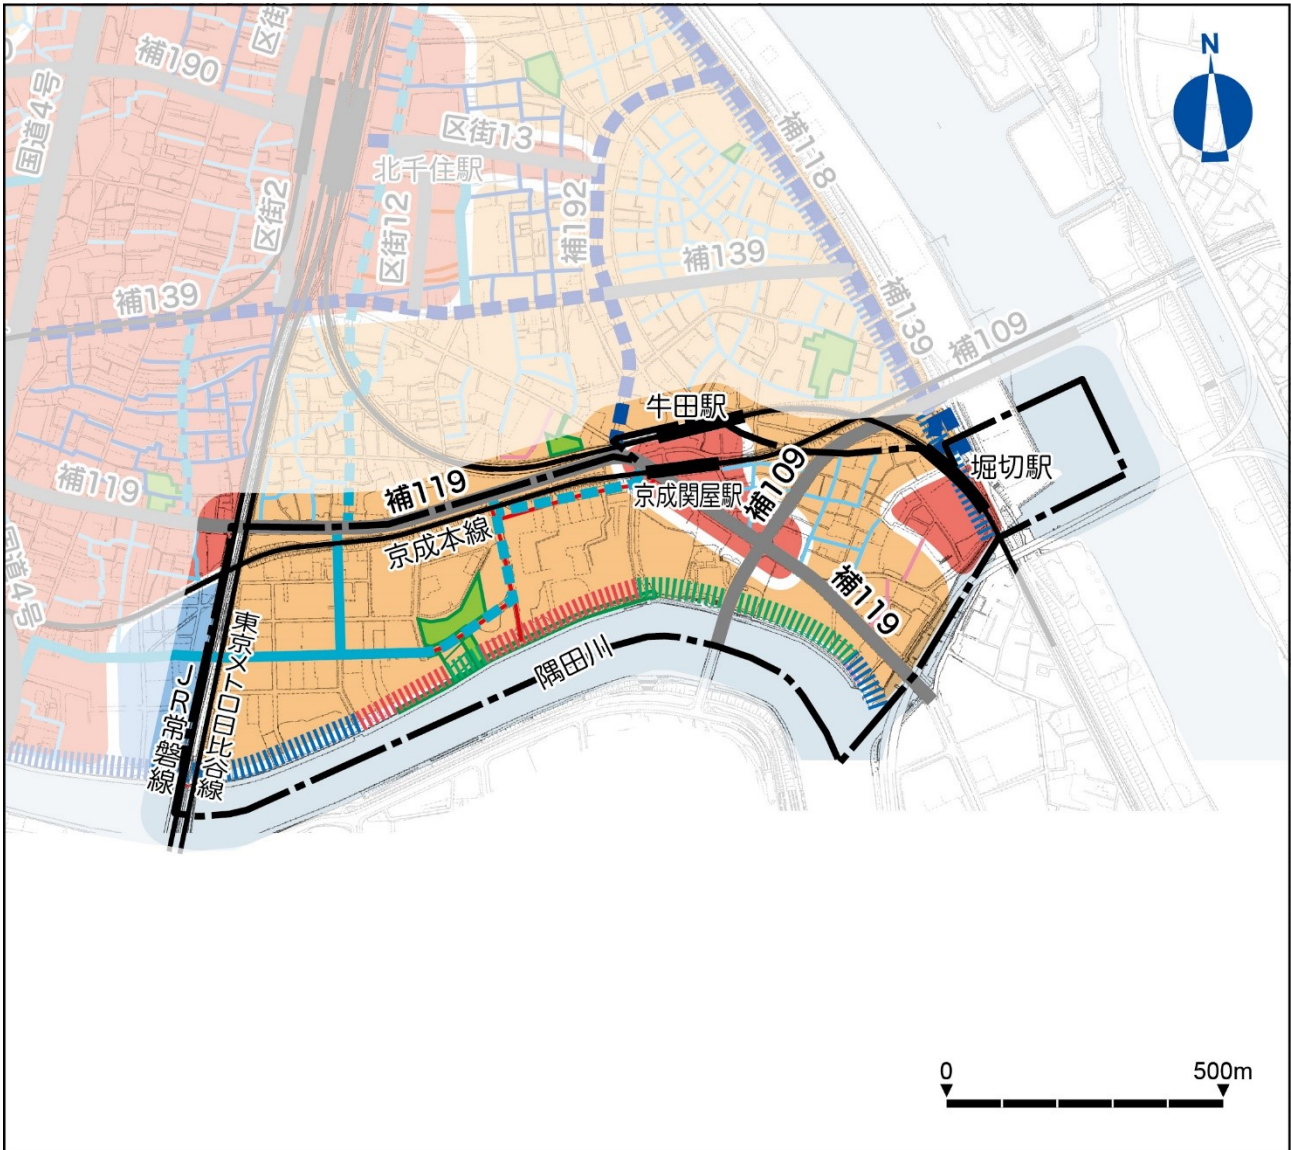 N
区街
補190
国道4号
区街13
北千住駅
補118
区街2
区街12
補192
補139
補139
補139
補109
牛田駅
堀切駅
補119
補119
京成関屋駅
補109
京成本線
補119
国道4号
東京メトロ日比谷線
JR常磐線
隅田川
0
500m